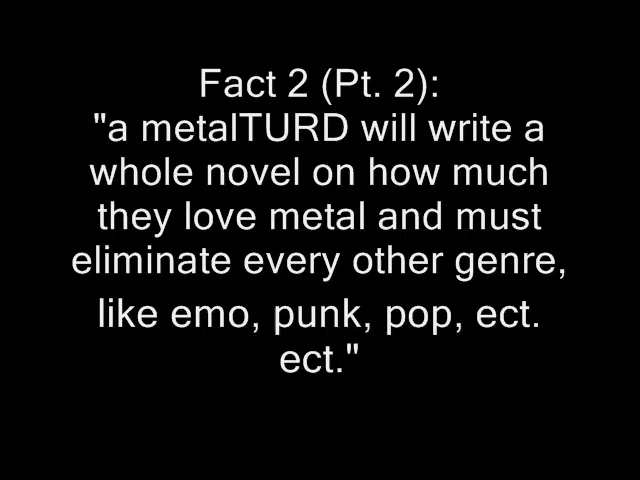 Fact 2 (Pt. 2):
"a metalTURD will write a
whole novel on how much
they love metal and must
eliminate every other genre,
like emo, punk, pop, ect.
ect."